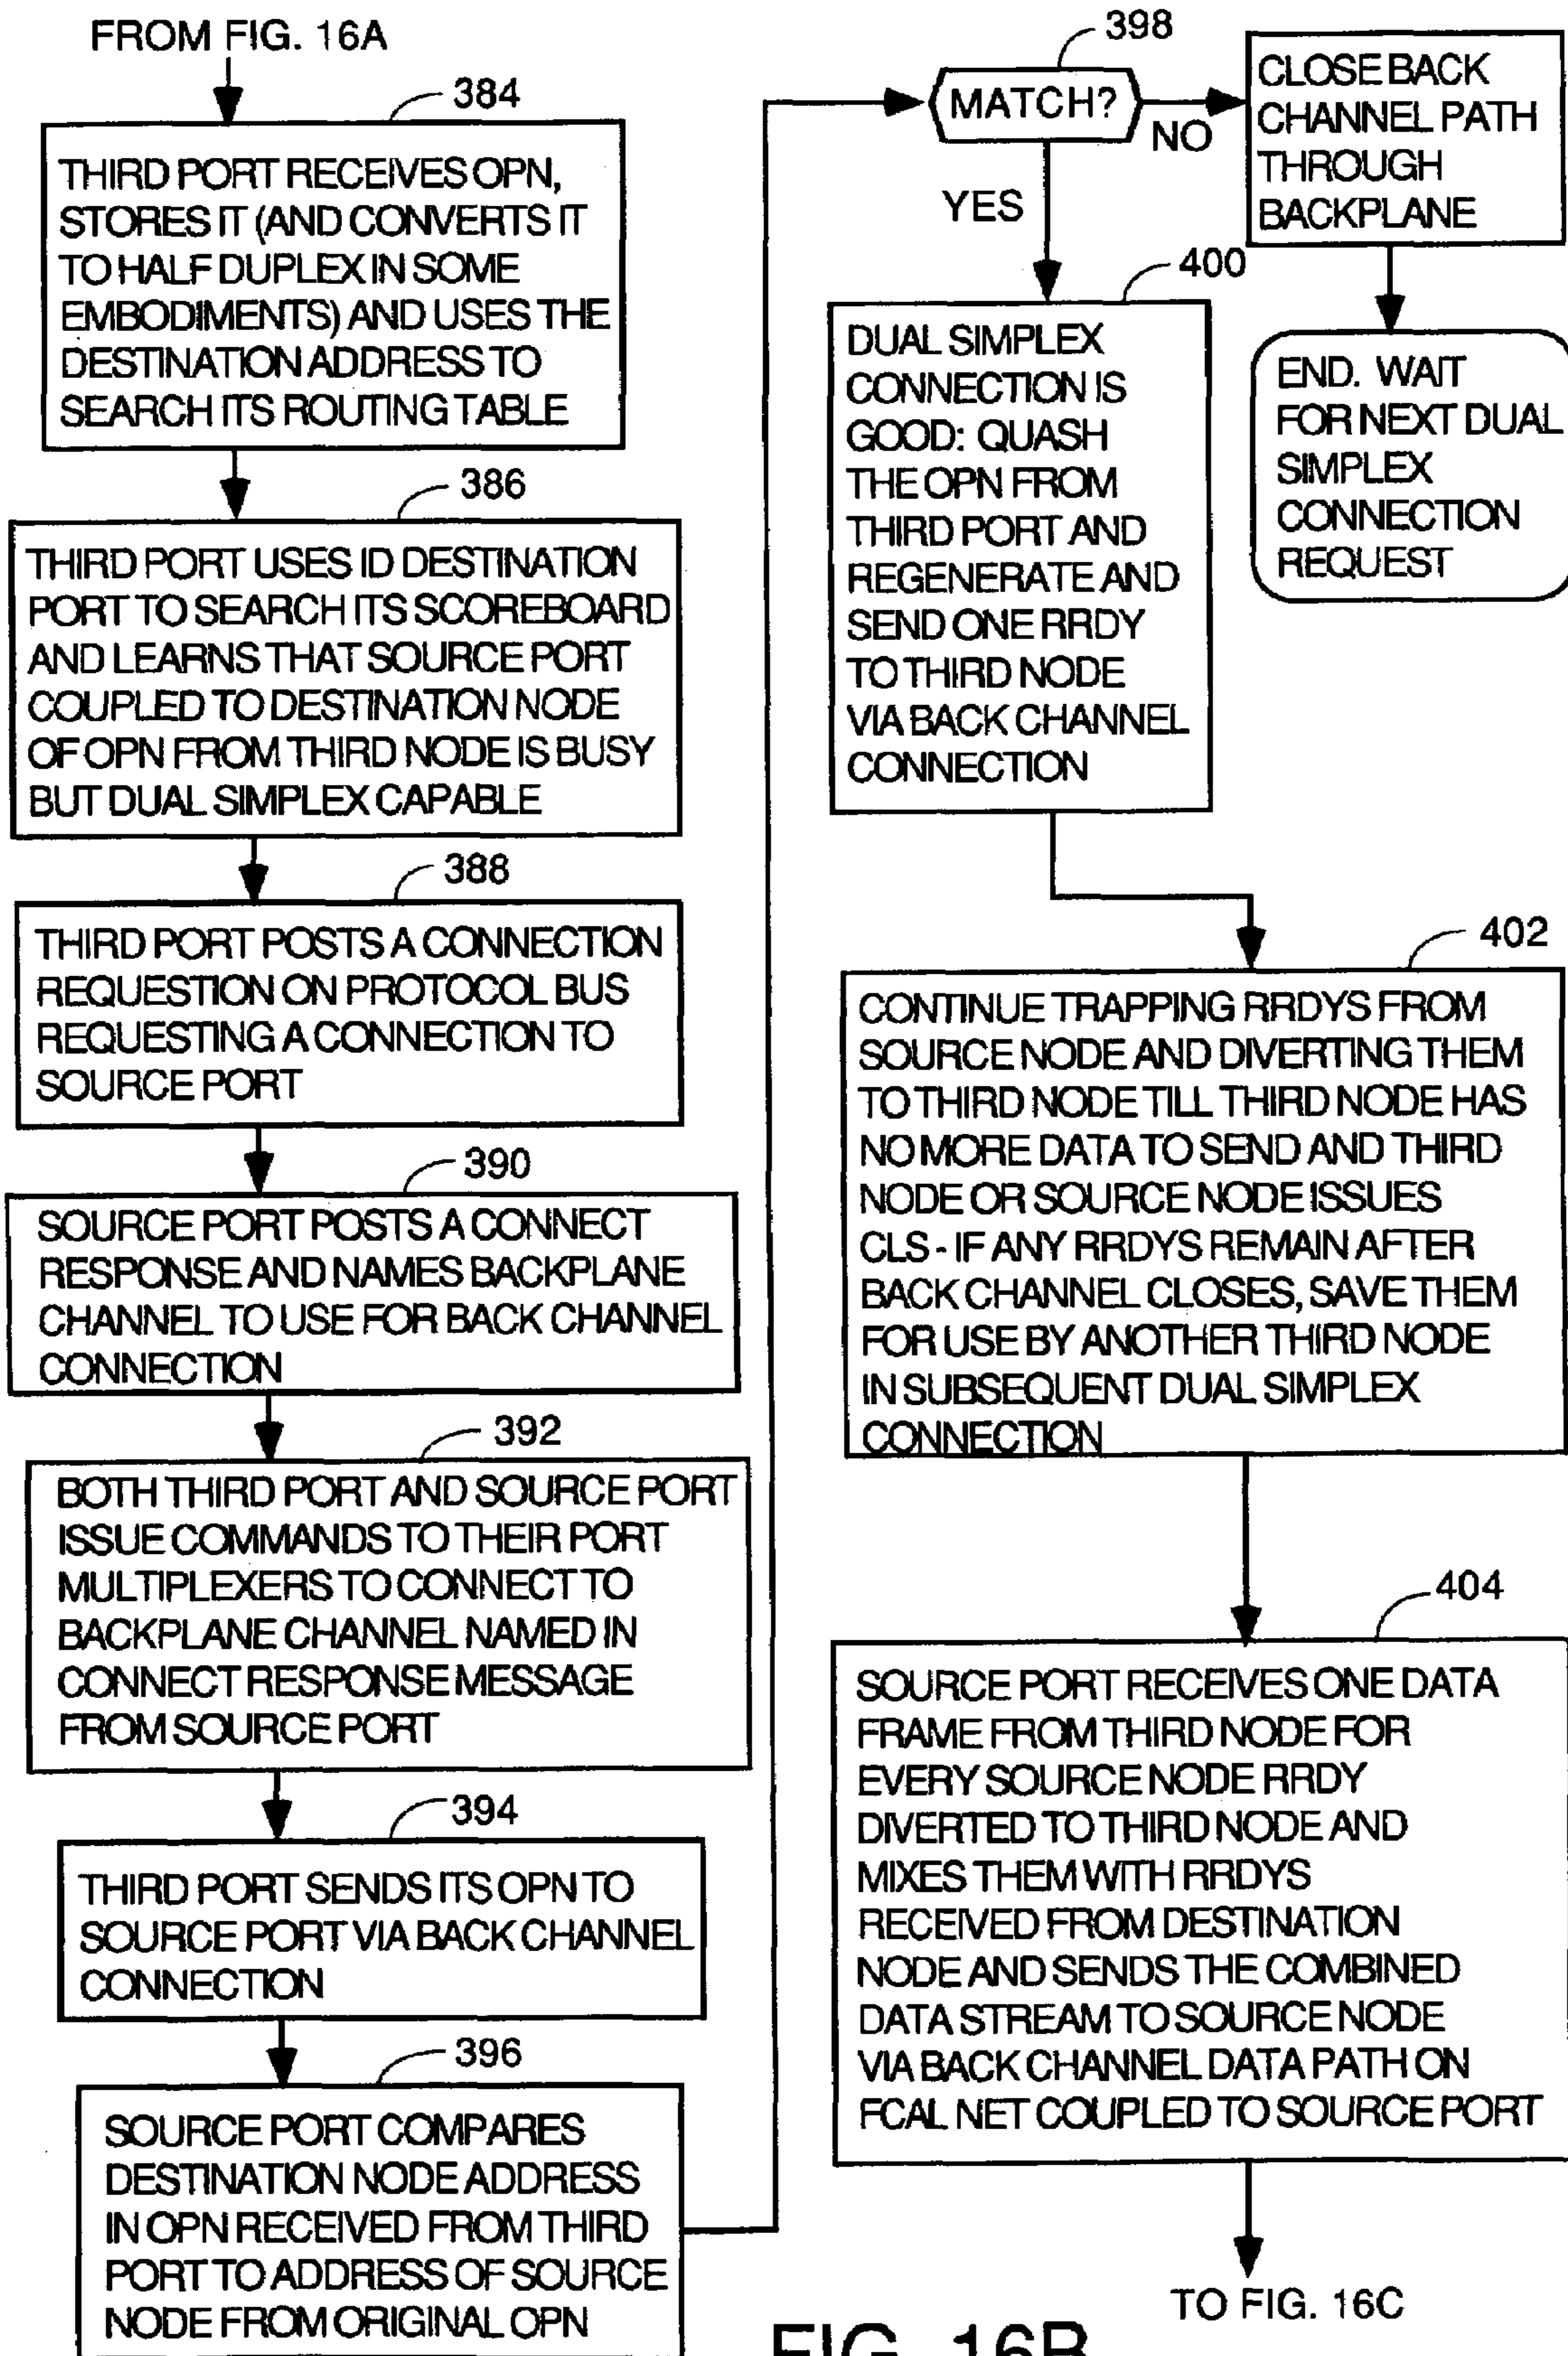 FROM FIG. 16A
384
THIRD PORT RECEIVES OPN,
STORES IT (AND CONVERTS IT
TO HALF DUPLEX IN SOME
EMBODIMENTS) AND USES THE
DESTINATION ADDRESS TO
SEARCH ITS ROUTING TABLE
386
THIRD PORT USES ID DESTINATION
PORT TO SEARCH ITS SCOREBOARD
AND LEARNS THAT SOURCE PORT
COUPLED TO DESTINATION NODE
OF OPN FROM THIRD NODE IS BUSY
BUT DUAL SIMPLEX CAPABLE
388
THIRD PORT POSTS A CONNECTION
REQUESTION ON PROTOCOL BUS
REQUESTING A CONNECTION TO
SOURCE PORT
390
SOURCE PORT POSTS A CONNECT
RESPONSE AND NAMES BACKPLANE
CHANNEL TO USE FOR BACK CHANNEL
CONNECTION
392
BOTH THIRD PORT AND SOURCE PORT
ISSUE COMMANDS TO THEIR PORT
MULTIPLEXERS TO CONNECT TO
BACKPLANE CHANNEL NAMED IN
CONNECT RESPONSE MESSAGE
FROM SOURCE PORT
394
THIRD PORT SENDS ITS OPN TO
SOURCE PORT VIA BACK CHANNEL
CONNECTION
396
SOURCE PORT COMPARES
DESTINATION NODE ADDRESS
IN OPN RECEIVED FROM THIRD
PORT TO ADDRESS OF SOURCE
NODE FROM ORIGINAL OPN
398
MATCH?
NO
YES
CLOSE BACK
CHANNEL PATH
THROUGH
BACKPLANE
END. WAIT
FOR NEXT DUAL
SIMPLEX
CONNECTION
REQUEST
400
DUAL SIMPLEX
CONNECTION IS
GOOD: QUASH
THE OPN FROM
THIRD PORT AND
REGENERATE AND
SEND ONE RRDY
TO THIRD NODE
VIA BACK CHANNEL
CONNECTION
402
CONTINUE TRAPPING RRDYS FROM
SOURCE NODE AND DIVERTING THEM
TO THIRD NODE TILL THIRD NODE HAS
NO MORE DATA TO SEND AND THIRD
NODE OR SOURCE NODE ISSUES
CLS - IF ANY RRDYS REMAIN AFTER
BACK CHANNEL CLOSES, SAVE THEM
FOR USE BY ANOTHER THIRD NODE
IN SUBSEQUENT DUAL SIMPLEX
CONNECTION
404
SOURCE PORT RECEIVES ONE DATA
FRAME FROM THIRD NODE FOR
EVERY SOURCE NODE RRDY
DIVERTED TO THIRD NODE AND
MIXES THEM WITH RRDYS
RECEIVED FROM DESTINATION
NODE AND SENDS THE COMBINED
DATA STREAM TO SOURCE NODE
VIA BACK CHANNEL DATA PATH ON
FCAL NET COUPLED TO SOURCE PORT
TO FIG. 16C
FIG. 16B